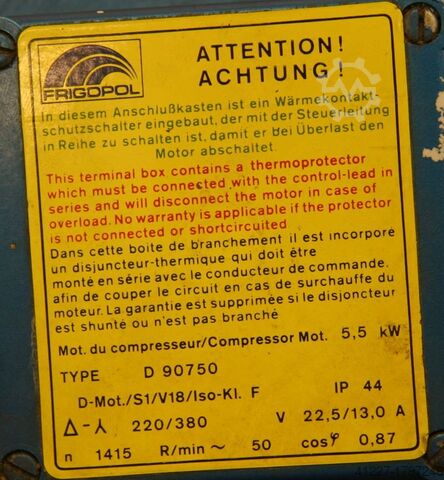 FRIGOPOL
ATTENTION!
ACHTUNG!
In diesem Anschlußkasten ist ein Wärmekontakt-
schutzschalter eingebaut, der mit der Steuerleitung
in Reihe zu schalten ist, damit er bei Überlast den
Motor abschaltet.
This terminal box contains a thermoprotector
which must be connected with the control-lead in
series and will disconnect the motor in case of
overload. No warranty is applicable if the protector
is not connected or shortcircuited
Dans cette boite de branchement il est incorpore
un disjoncteur-thermique qui doit être
monté en série avec le conducteur de commande.
afin de couper le circuit en cas de surchauffe du
moteur. La garantie est supprimée si le disjoncteur
est shunté ou n'est pas branché
Mot. du compresseur/Compressor Mot. 5,5 kW
TYPE D 90750
D-Mot./S1/V18/Iso-Kl. F IP 44
Δ-⅄ 220/380 V 22,5/13,0 A
n 1415 R/min ~ 50 cosφ 0,87